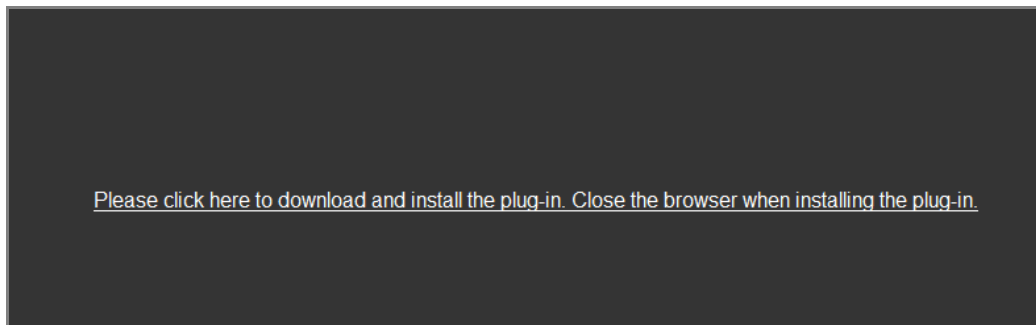 Please click here to download and install the plug-in. Close the browser when installing the plug-in.